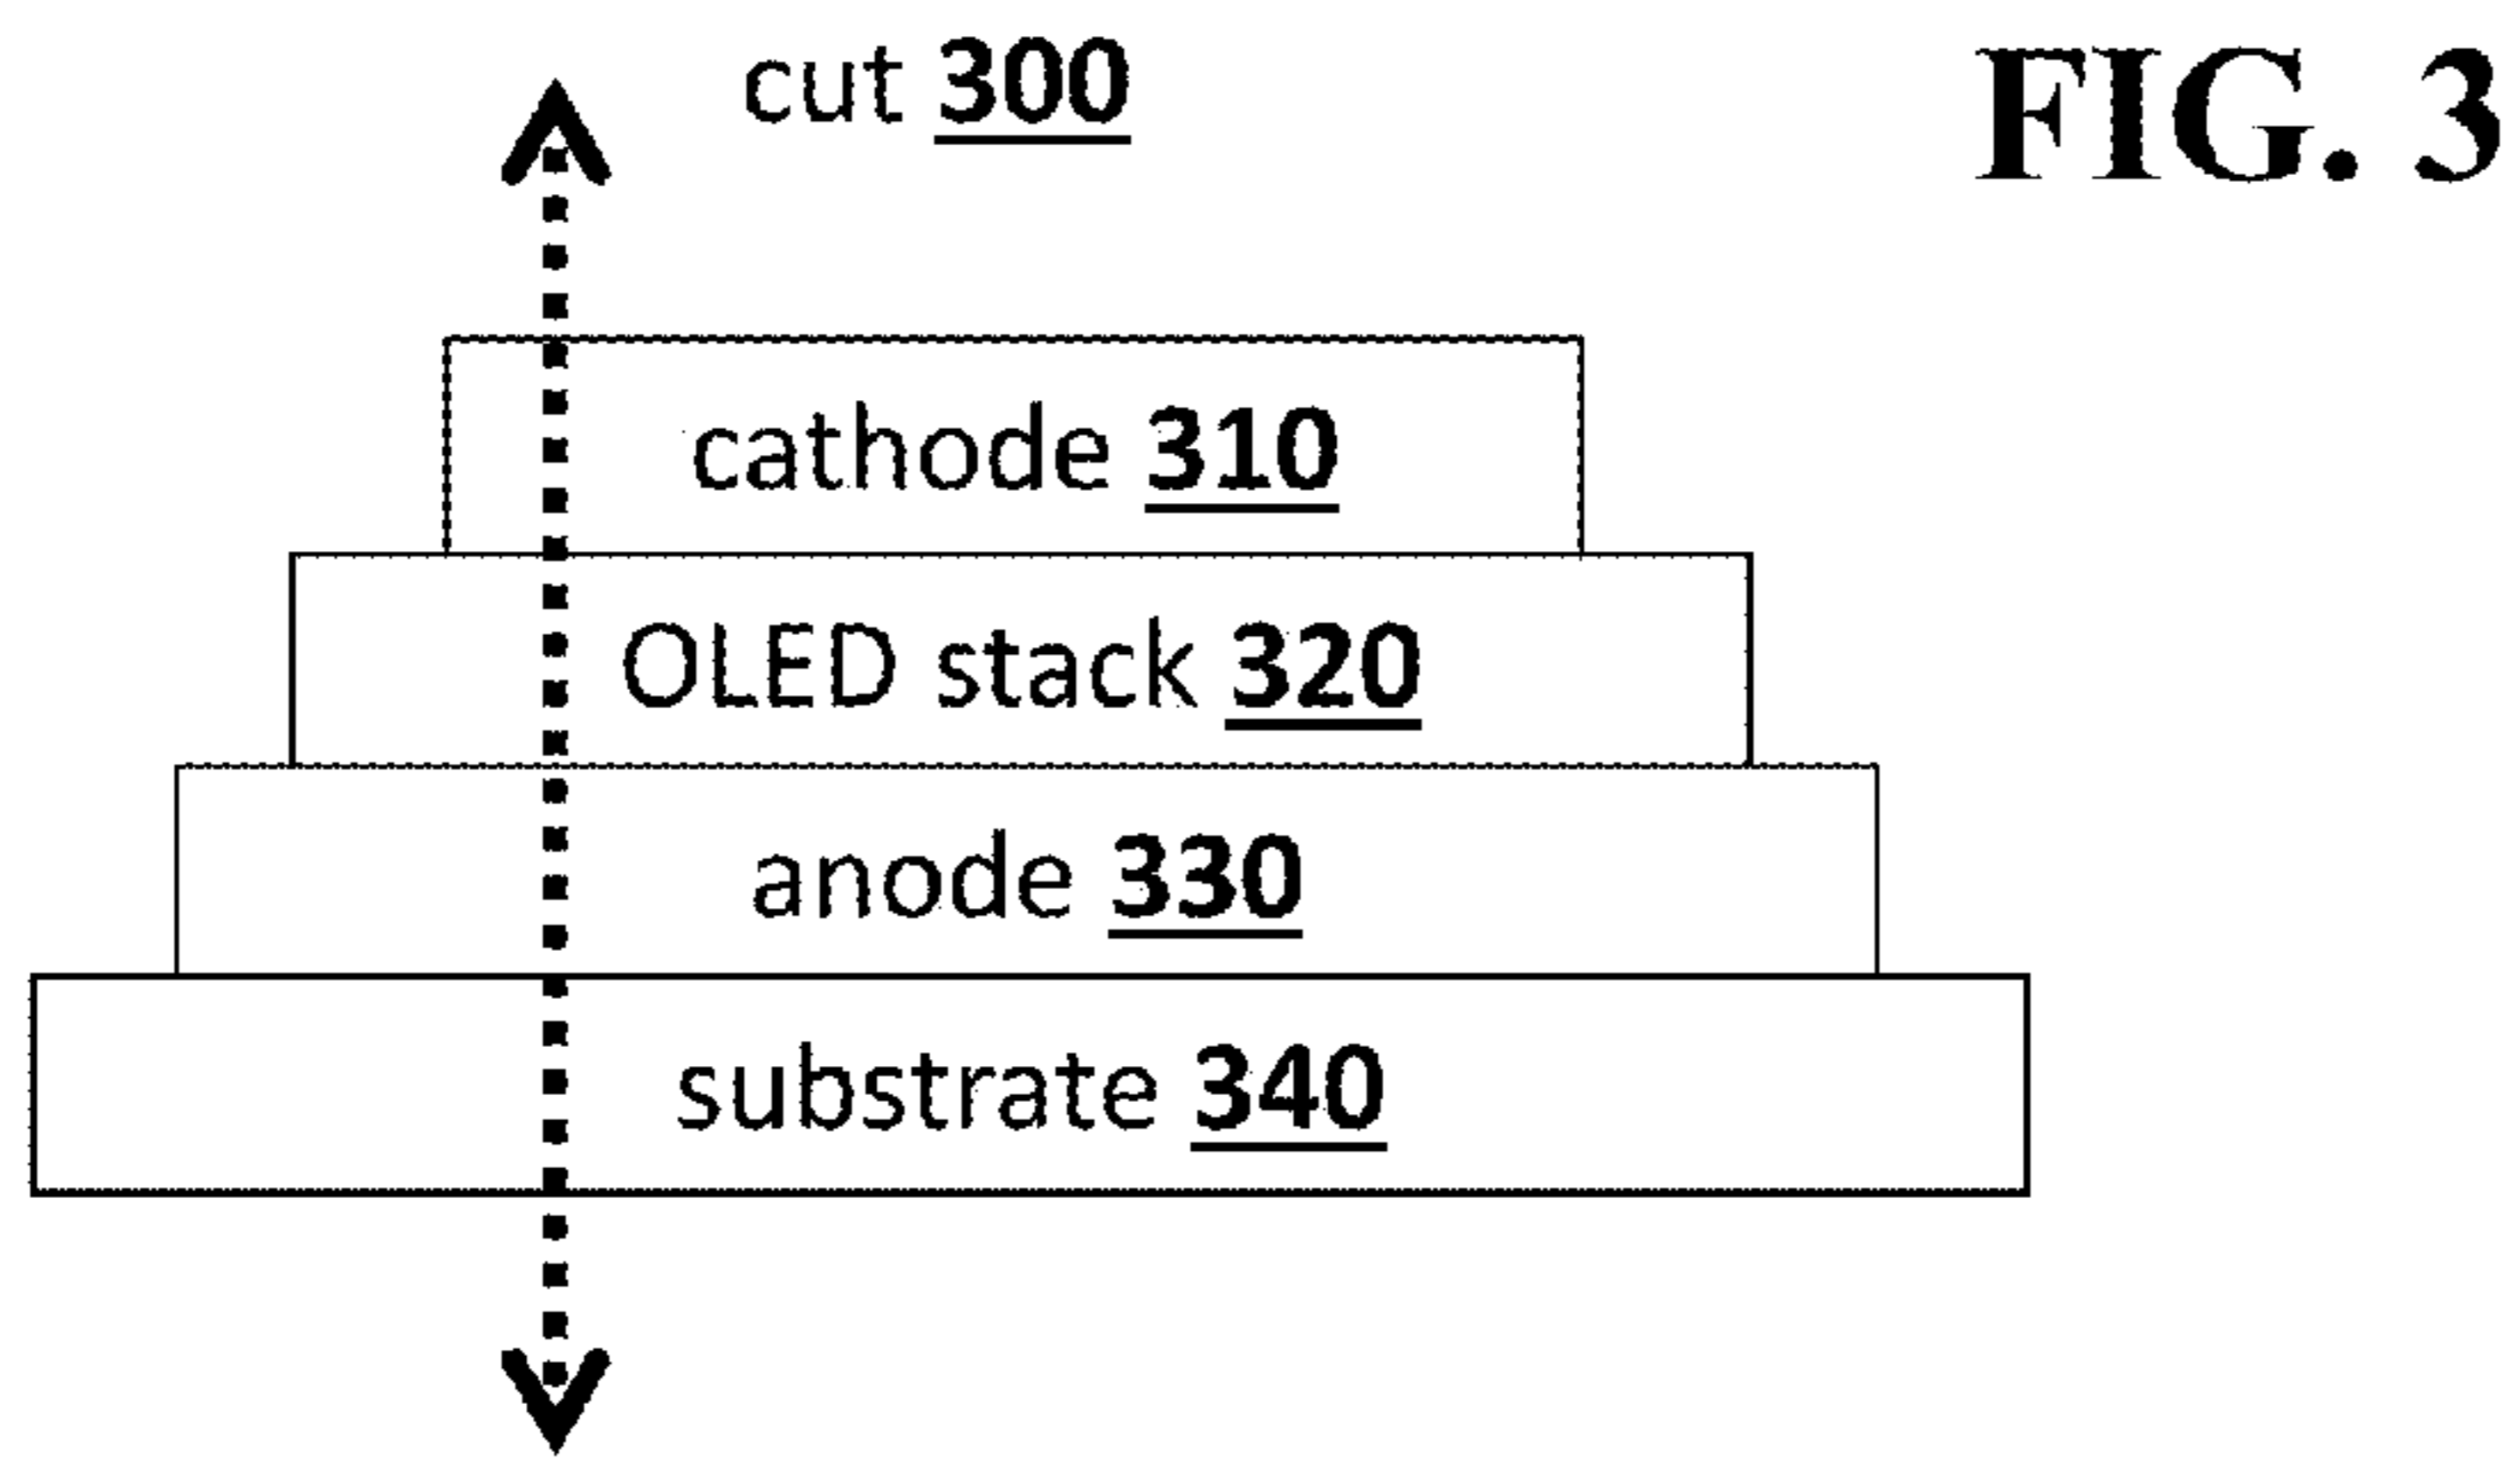 cut 300
FIG. 3
cathode 310
OLED stack 320
anode 330
substrate 340